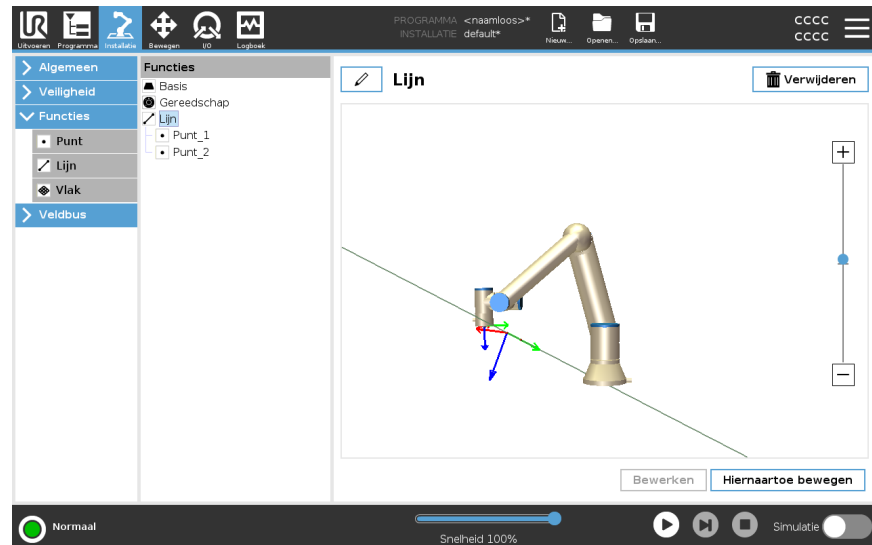 UR
Uitvoeren
Programma
Installatie
Bewegen
I/O
Logboek
PROGRAMMA <naamloos>*
INSTALLATIE default*
Nieuw...
Openen...
Opslaan...
CCCC
CCCC
Algemeen
Veiligheid
Functies
Punt
Lijn
Vlak
Veldbus
Functies
Basis
Gereedschap
Lijn
Punt_1
Punt_2
Lijn
Verwijderen
Bewerken
Hiernaartoe bewegen
Normaal
Snelheid 100%
Simulatie